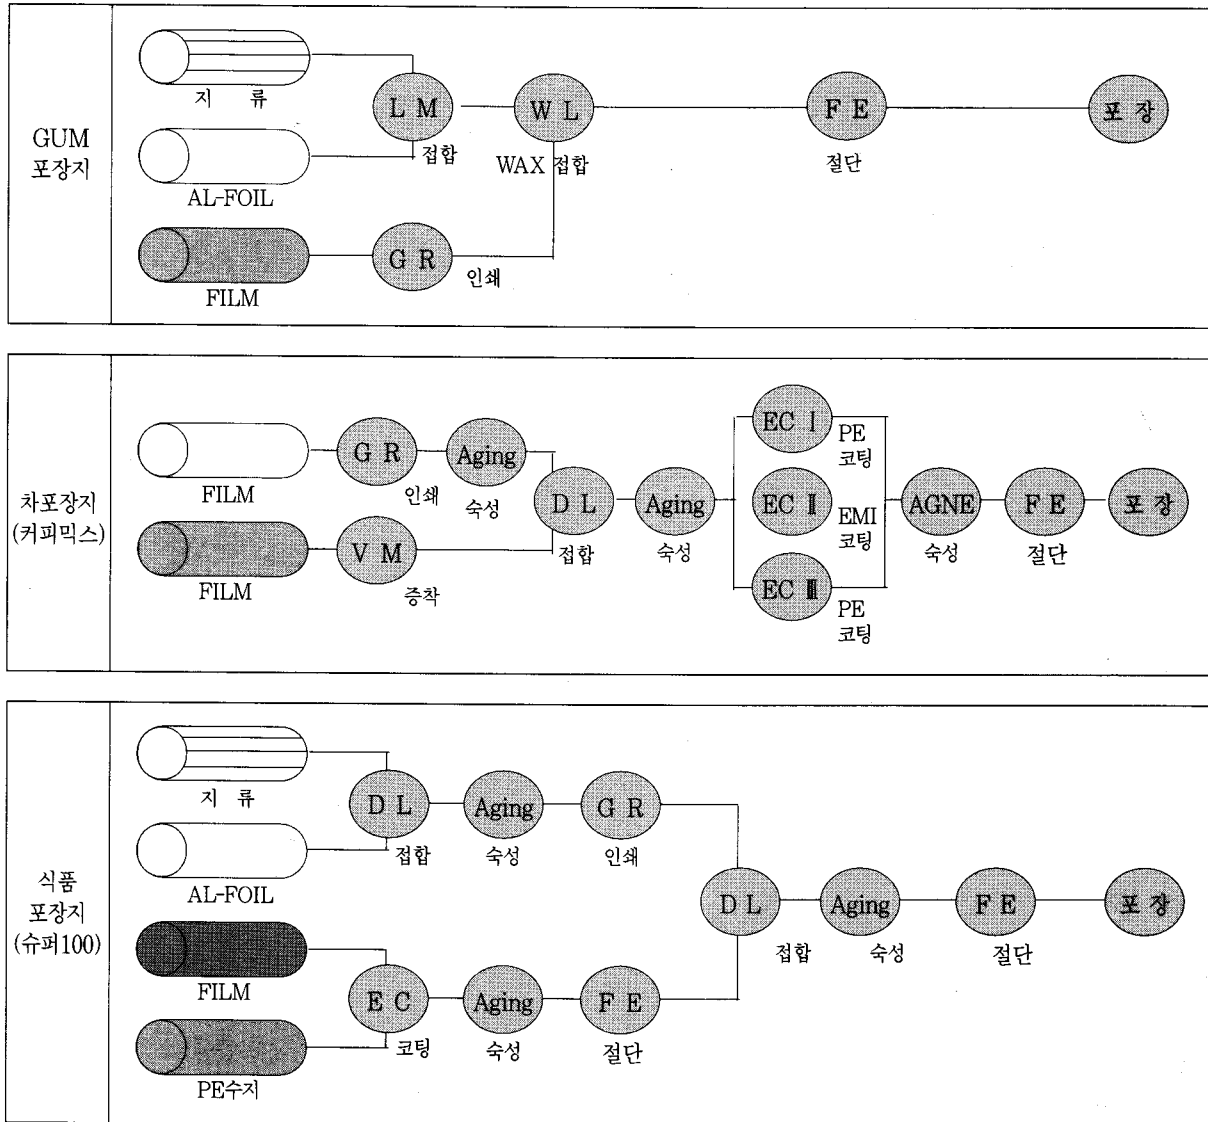 GUM
포장지
지 류
AL-FOIL
FILM
L M
접합
G R
인쇄
W L
WAX 접합
F E
절단
포 장
차포장지
(커피믹스)
FILM
FILM
G R
인쇄
Aging
숙성
V M
증착
D L
접합
Aging
숙성
EC Ⅰ
PE
코팅
EC Ⅱ
EMI
코팅
EC Ⅲ
PE
코팅
AGNE
숙성
F E
절단
포 장
식품
포장지
(슈퍼100)
지 류
AL-FOIL
FILM
PE수지
D L
접합
Aging
숙성
G R
인쇄
E C
코팅
Aging
숙성
F E
절단
D L
접합
Aging
숙성
F E
절단
포 장